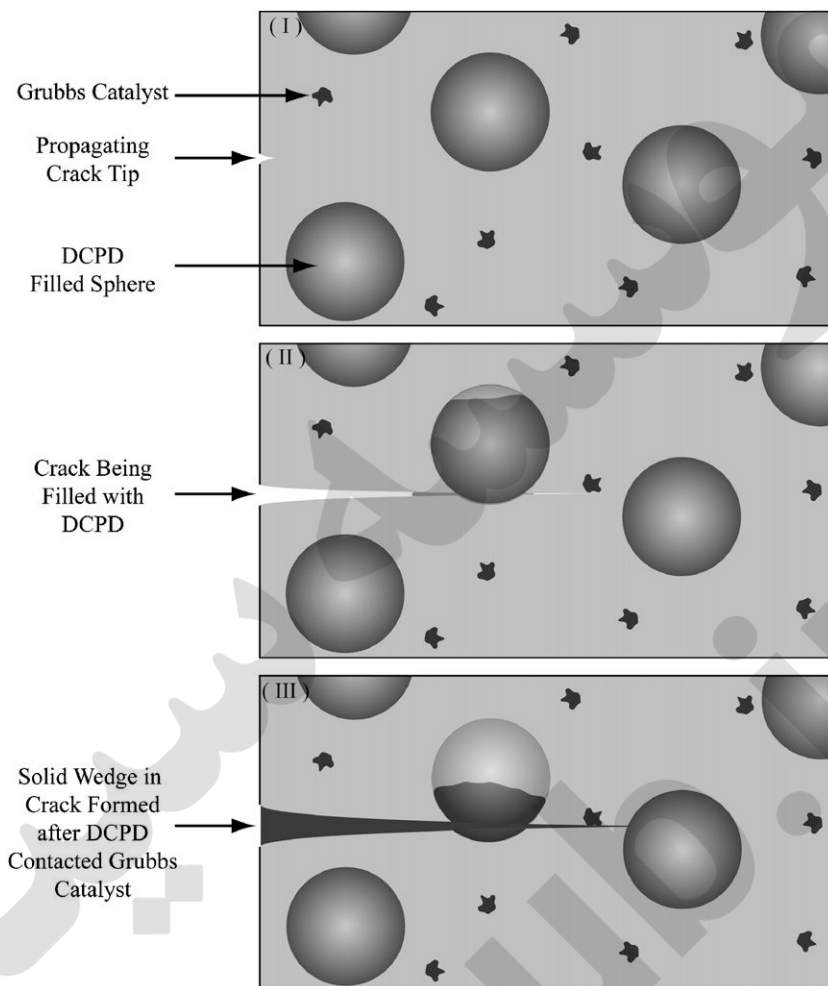 ( I )
Grubbs Catalyst
Propagating
Crack Tip
DCPD
Filled Sphere
( II )
Crack Being
Filled with
DCPD
( III )
Solid Wedge in
Crack Formed
after DCPD
Contacted Grubbs
Catalyst